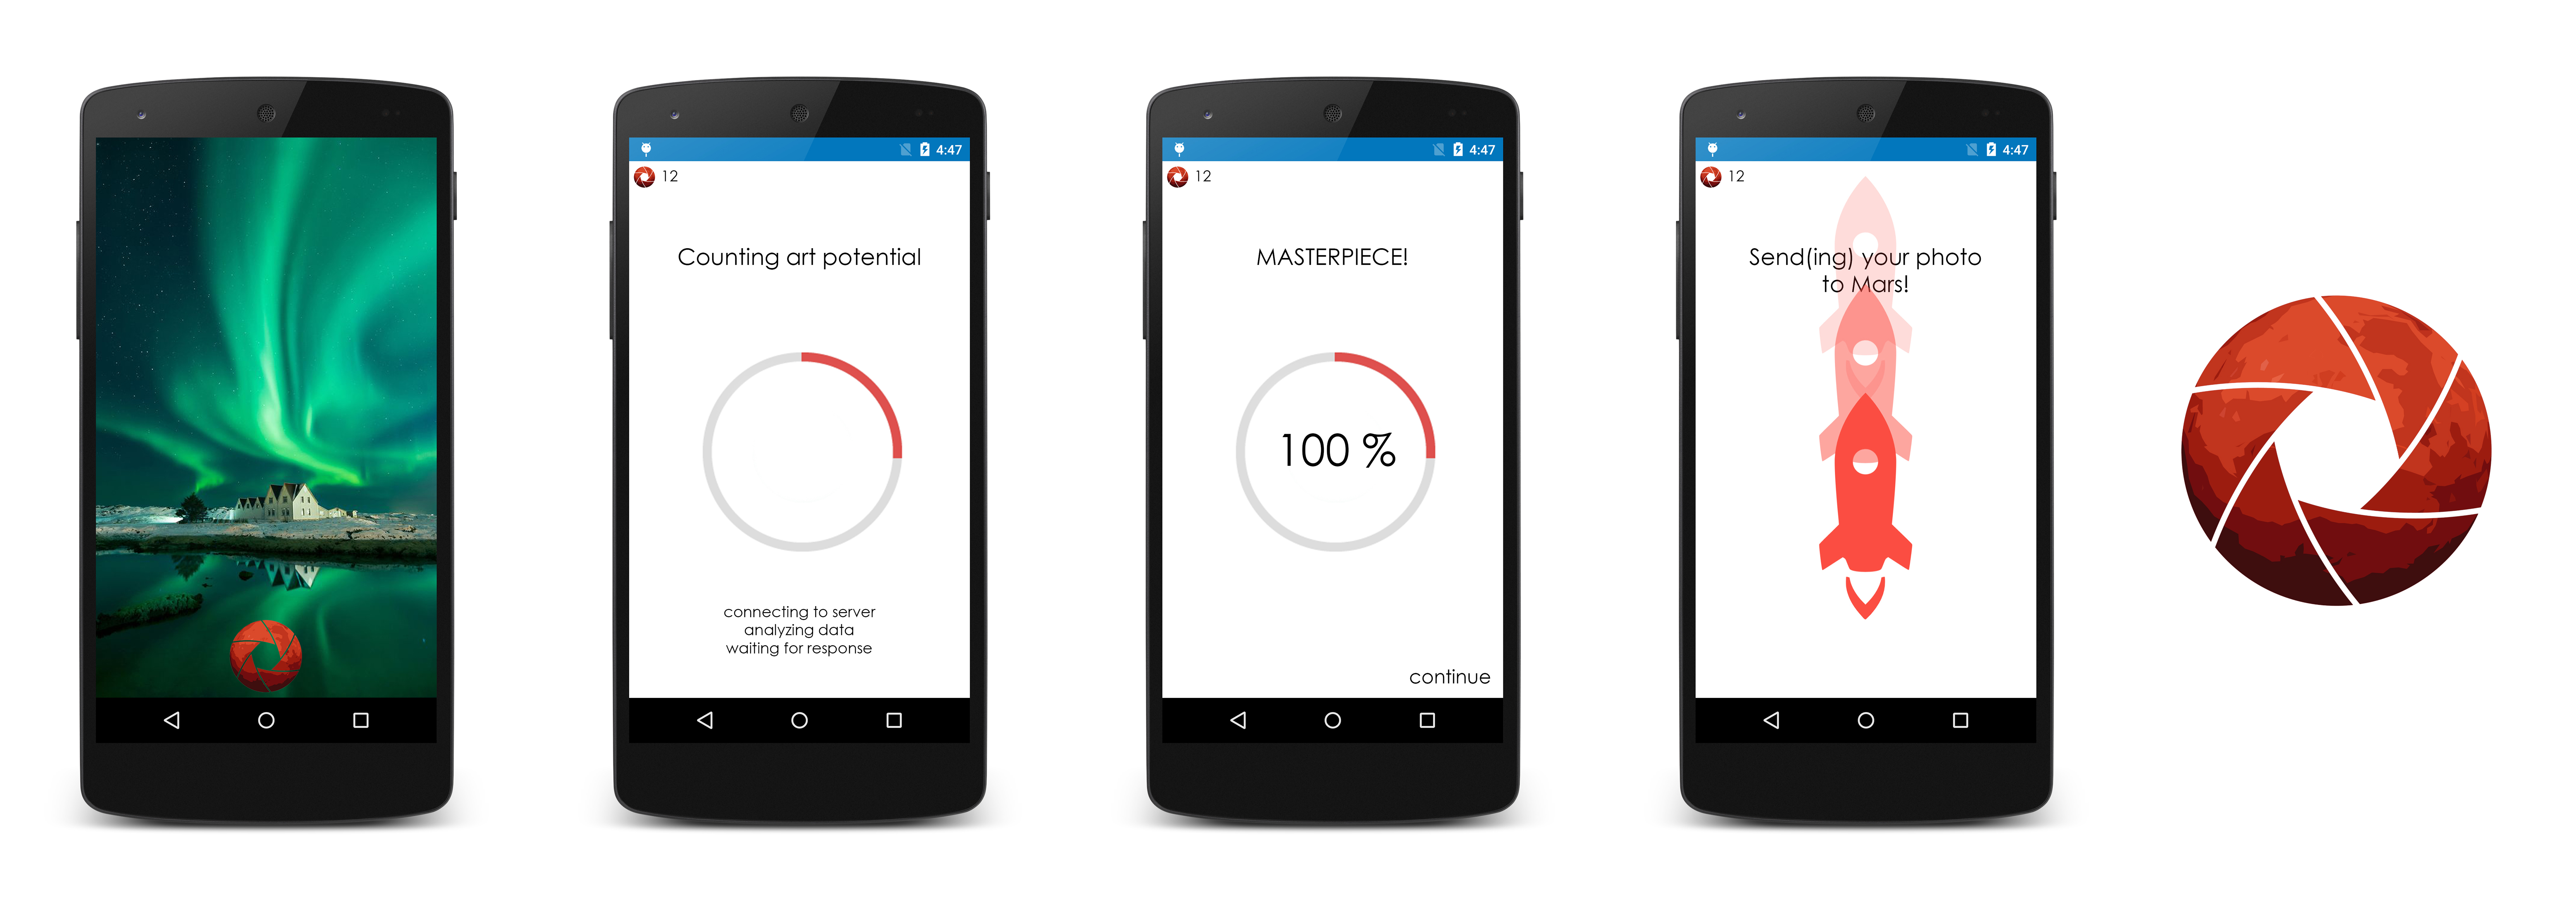 4:47
12
Counting art potential
connecting to server
analyzing data
waiting for response
4:47
12
MASTERPIECE!
100 %
continue
4:47
12
Send(ing) your photo
to Mars!